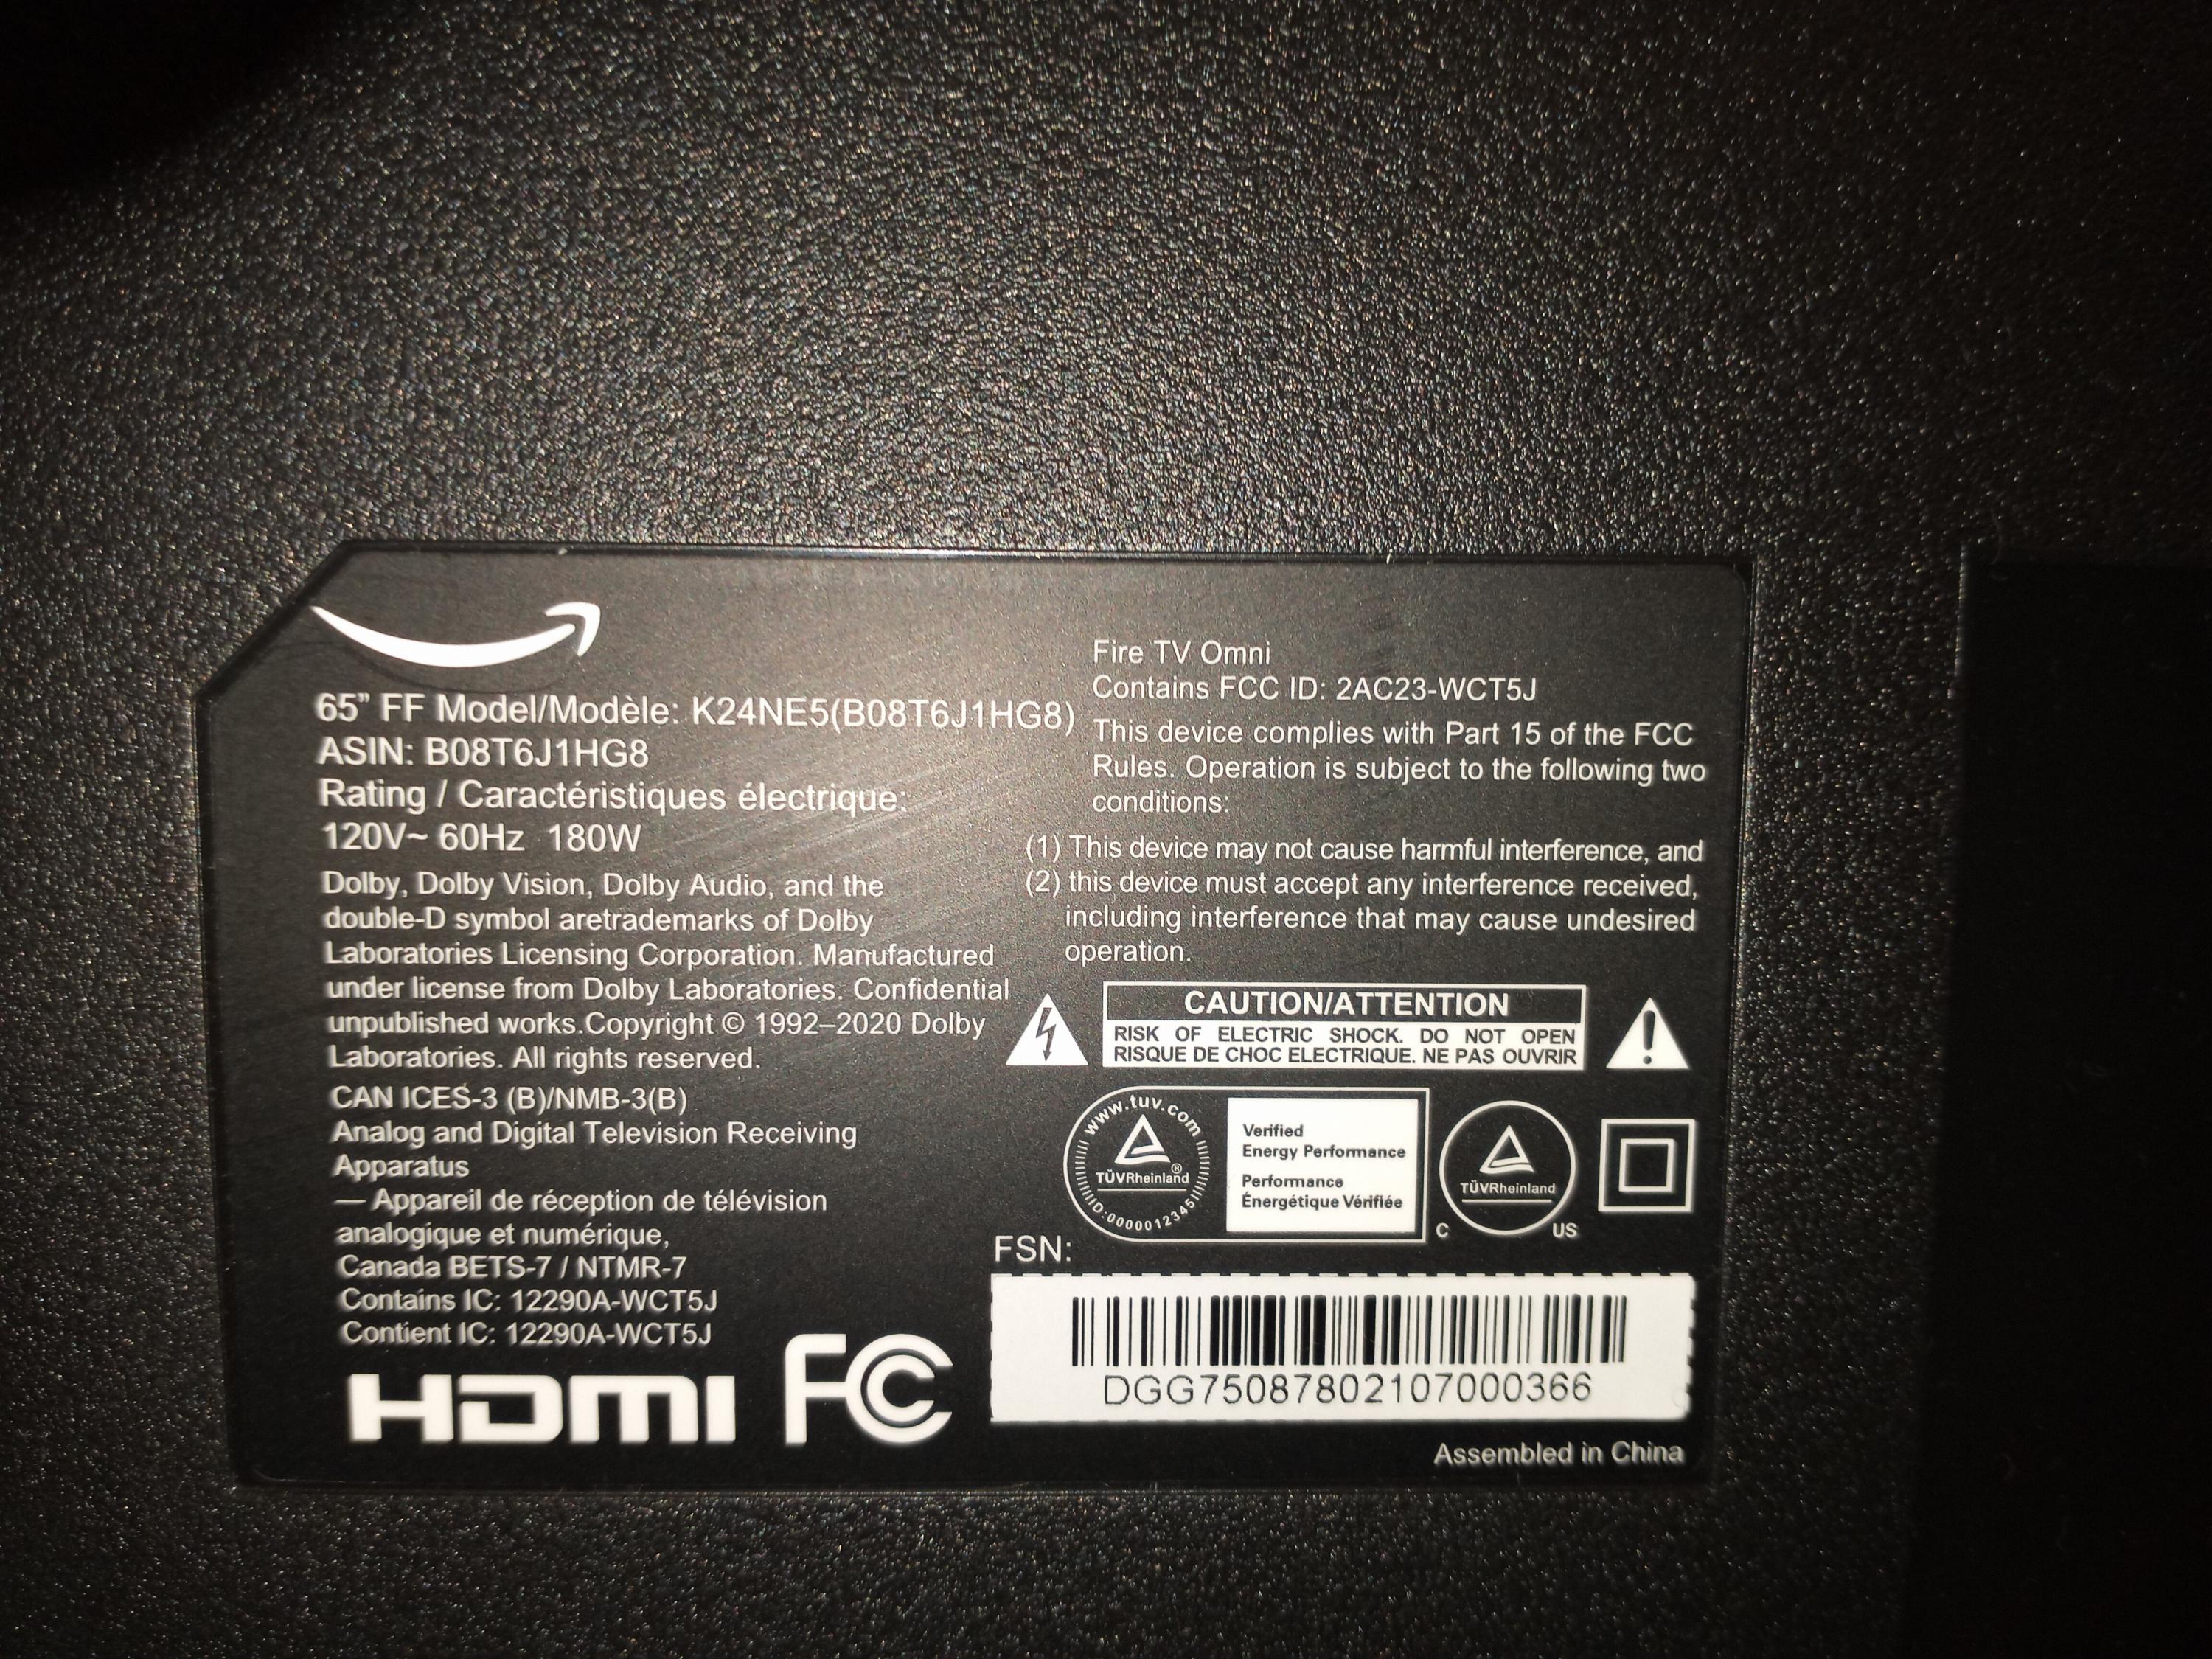 65” FF Model/Modèle: K24NE5(B08T6J1HG8)
ASIN: B08T6J1HG8
Rating / Caractéristiques électrique:
120V~ 60Hz 180W
Dolby, Dolby Vision, Dolby Audio, and the
double-D symbol aretrademarks of Dolby
Laboratories Licensing Corporation. Manufactured
under license from Dolby Laboratories. Confidential
unpublished works.Copyright © 1992–2020 Dolby
Laboratories. All rights reserved.
CAN ICES-3 (B)/NMB-3(B)
Analog and Digital Television Receiving
Apparatus
— Appareil de réception de télévision
analogique et numérique,
Canada BETS-7 / NTMR-7
Contains IC: 12290A-WCT5J
Contient IC: 12290A-WCT5J
HDMI FC
Fire TV Omni
Contains FCC ID: 2AC23-WCT5J
This device complies with Part 15 of the FCC
Rules. Operation is subject to the following two
conditions:
(1) This device may not cause harmful interference, and
(2) this device must accept any interference received,
including interference that may cause undesired
operation.
CAUTION/ATTENTION
RISK OF ELECTRIC SHOCK. DO NOT OPEN
RISQUE DE CHOC ELECTRIQUE. NE PAS OUVRIR
www.tuv.com
TÜVRheinland®
ID:0000012345
Verified
Energy Performance
Performance
Énergétique Vérifiée
TÜVRheinland
C US
FSN:
DGG75087802107000366
Assembled in China